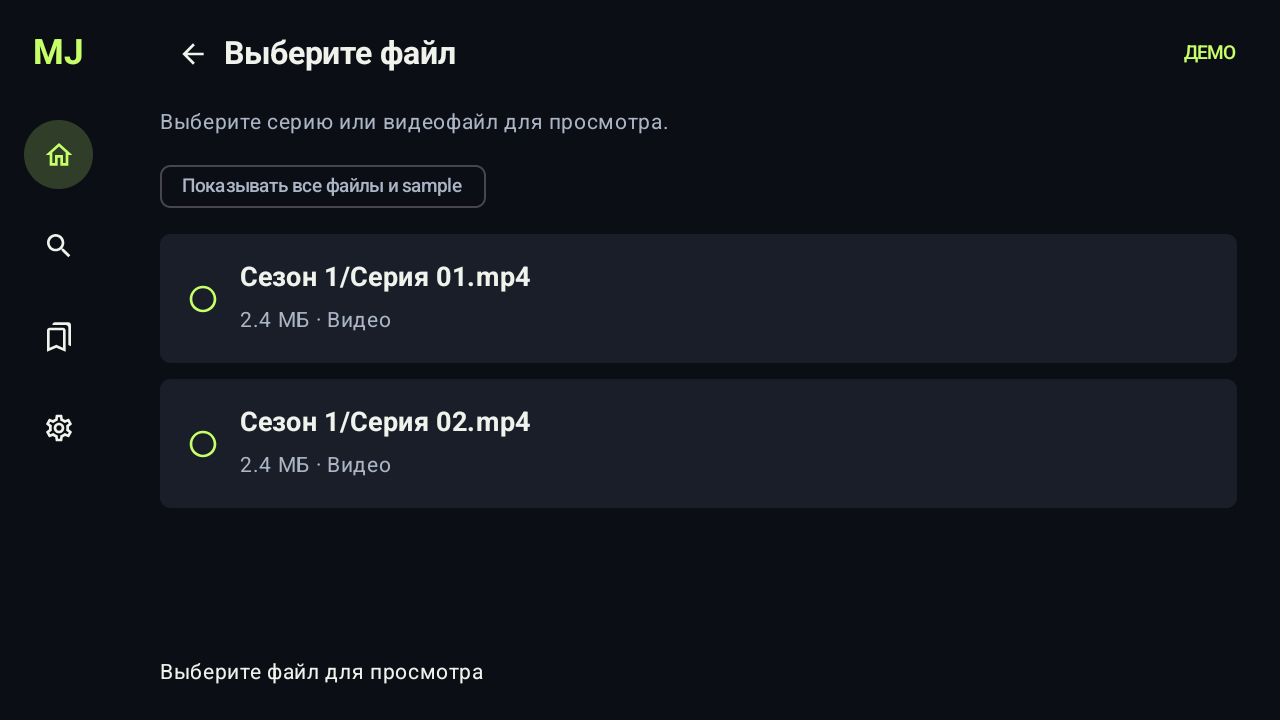 MJ
Выберите файл
ДЕМО
Выберите серию или видеофайл для просмотра.
Показывать все файлы и sample
Сезон 1/Серия 01.mp4
2.4 МБ · Видео
Сезон 1/Серия 02.mp4
2.4 МБ · Видео
Выберите файл для просмотра